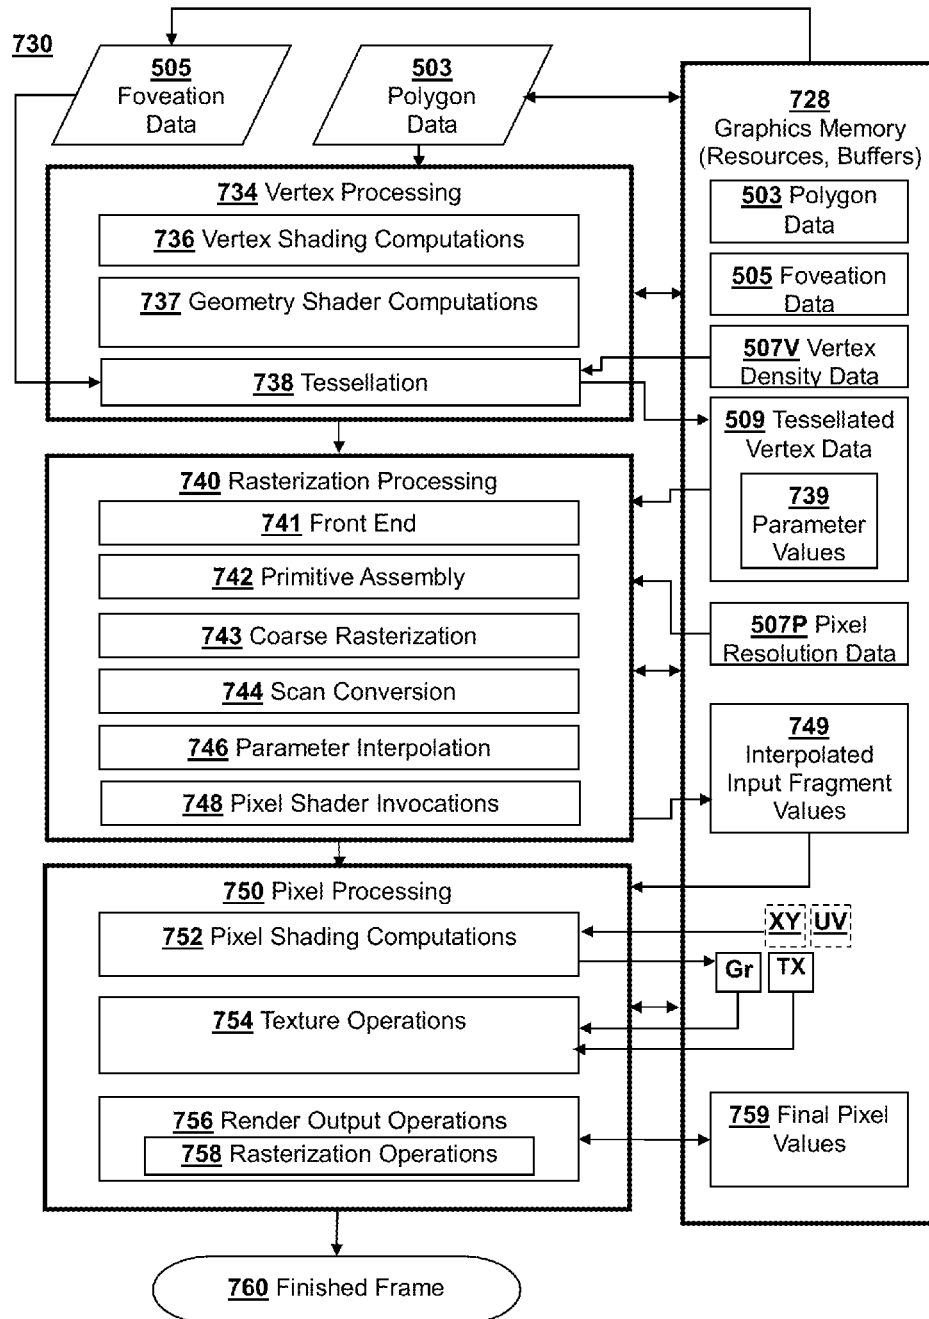 730
505
Foveation
Data
503
Polygon
Data
728
Graphics Memory
(Resources, Buffers)
503 Polygon
Data
505 Foveation
Data
507V Vertex
Density Data
509 Tessellated
Vertex Data
739
Parameter
Values
507P Pixel
Resolution Data
749
Interpolated
Input Fragment
Values
XY UV
Gr TX
759 Final Pixel
Values
734 Vertex Processing
736 Vertex Shading Computations
737 Geometry Shader Computations
738 Tessellation
740 Rasterization Processing
741 Front End
742 Primitive Assembly
743 Coarse Rasterization
744 Scan Conversion
746 Parameter Interpolation
748 Pixel Shader Invocations
750 Pixel Processing
752 Pixel Shading Computations
754 Texture Operations
756 Render Output Operations
758 Rasterization Operations
760 Finished Frame